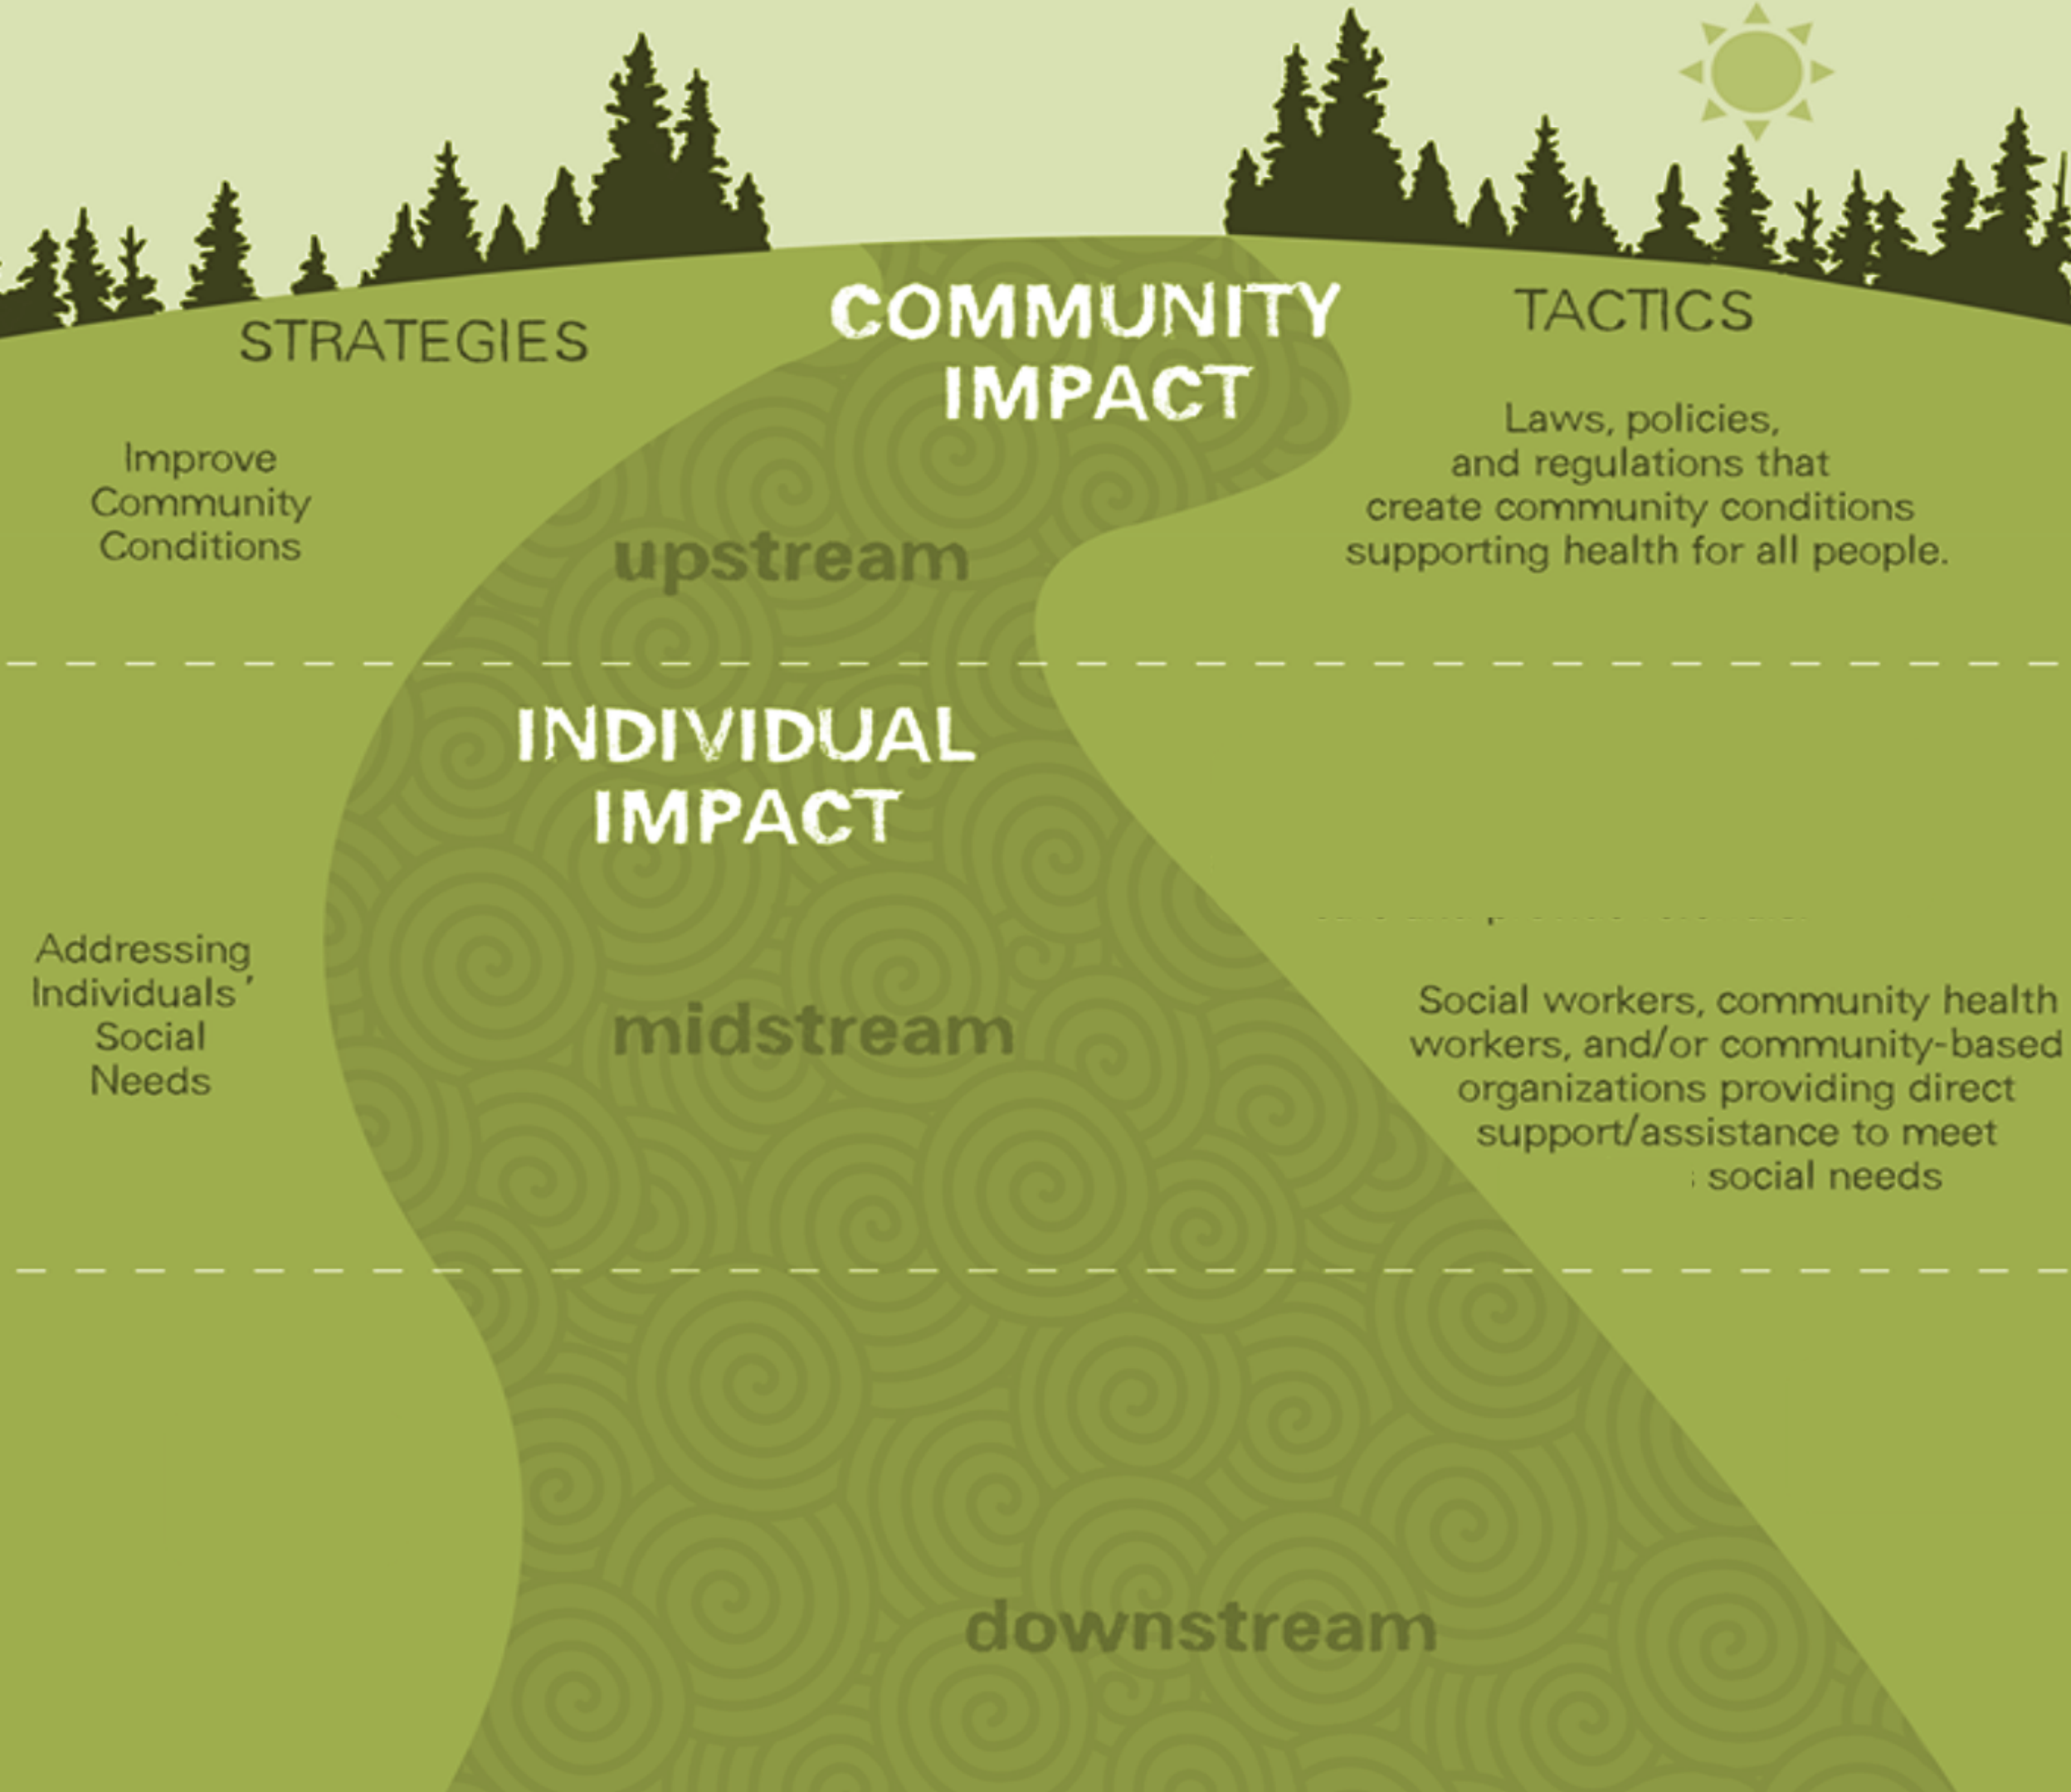 STRATEGIES
COMMUNITY
IMPACT
TACTICS
Improve
Community
Conditions
Laws, policies,
and regulations that
create community conditions
supporting health for all people.
upstream
INDIVIDUAL
IMPACT
Addressing
Individuals’
Social
Needs
midstream
Social workers, community health
workers, and/or community-based
organizations providing direct
support/assistance to meet
social needs
downstream